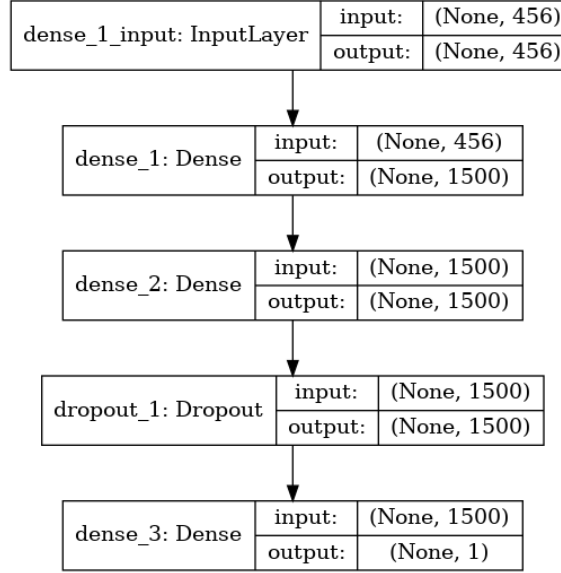 dense_1_input: InputLayer input: (None, 456)
output: (None, 456)
dense_1: Dense input: (None, 456)
output: (None, 1500)
dense_2: Dense input: (None, 1500)
output: (None, 1500)
dropout_1: Dropout input: (None, 1500)
output: (None, 1500)
dense_3: Dense input: (None, 1500)
output: (None, 1)